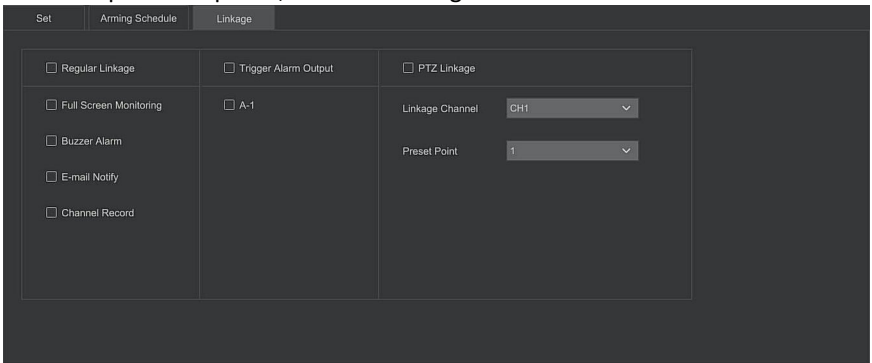 Set Arming Schedule Linkage
Regular Linkage Trigger Alarm Output PTZ Linkage
Full Screen Monitoring A-1 Linkage Channel CH1
Buzzer Alarm
Preset Point 1
E-mail Notify
Channel Record